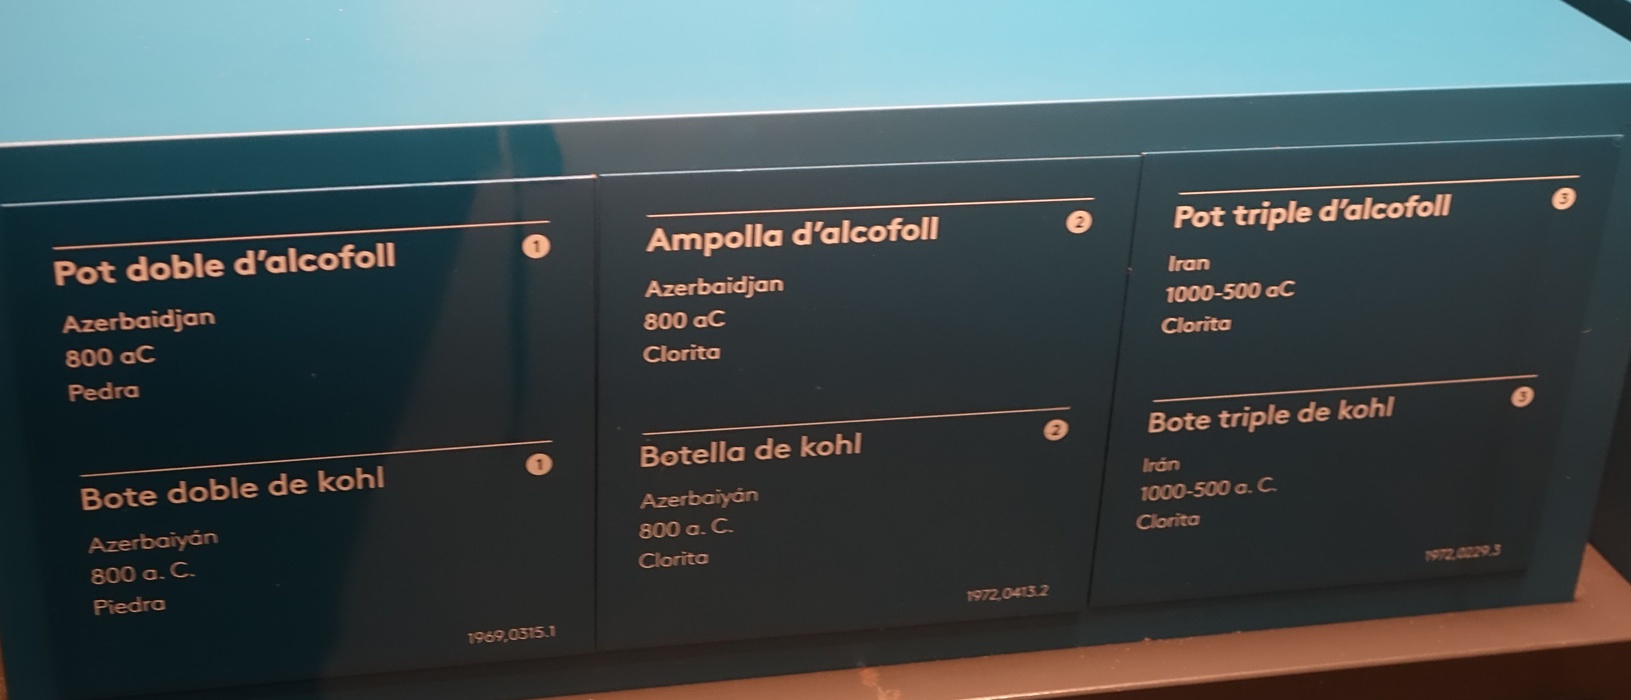 Pot doble d'alcofoll
1
Azerbaidjan
800 aC
Pedra
Bote doble de kohl
1
Azerbaiyán
800 a. C.
Piedra
1969,0315.1
Ampolla d'alcofoll
2
Azerbaidjan
800 aC
Clorita
Botella de kohl
2
Azerbaiyán
800 a. C.
Clorita
1972,0413.2
Pot triple d'alcofoll
3
Iran
1000-500 aC
Clorita
Bote triple de kohl
3
Irán
1000-500 a. C.
Clorita
1972,0229.3